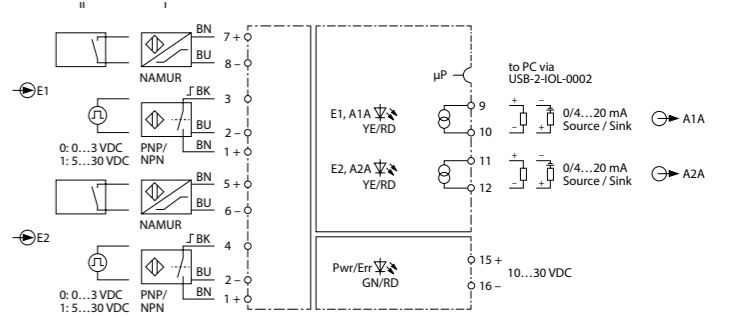 II I
BN 7 +
BU 8 –
NAMUR
E1
BK 3
0: 0…3 VDC
1: 5…30 VDC
PNP/
NPN
BU 2 –
BN 1 +
BN 5 +
BU 6 –
NAMUR
E2
BK 4
0: 0…3 VDC
1: 5…30 VDC
PNP/
NPN
BU 2 –
BN 1 +
µP
to PC via
USB-2-IOL-0002
E1, A1A
YE/RD
9
10
+ –
– +
0/4…20 mA
Source / Sink
A1A
E2, A2A
YE/RD
11
12
+ –
– +
0/4…20 mA
Source / Sink
A2A
Pwr/Err
GN/RD
15 +
16 –
10…30 VDC